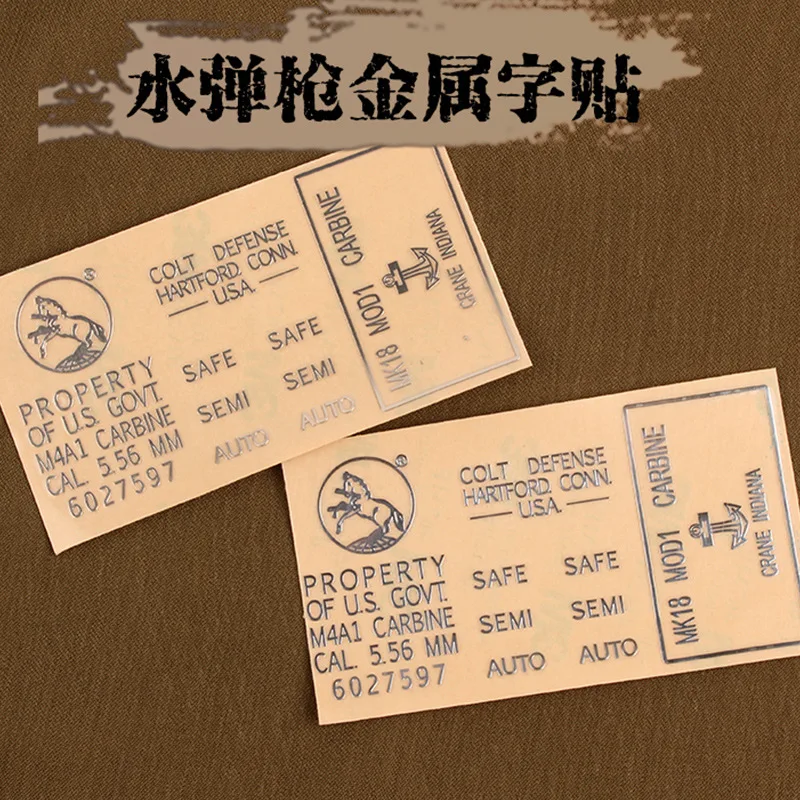 水弹枪金属字贴
®
COLT DEFENSE
HARTFORD. CONN.
U.S.A.
PROPERTY
OF U.S. GOVT.
M4A1 CARBINE
CAL. 5.56 MM
6027597
SAFE SAFE
SEMI SEMI
AUTO AUTO
MK18 MOD1 CARBINE
CRANE INDIANA
®
COLT DEFENSE
HARTFORD. CONN.
U.S.A.
PROPERTY
OF U.S. GOVT.
M4A1 CARBINE
CAL. 5.56 MM
6027597
SAFE SAFE
SEMI SEMI
AUTO AUTO
MK18 MOD1 CARBINE
CRANE INDIANA